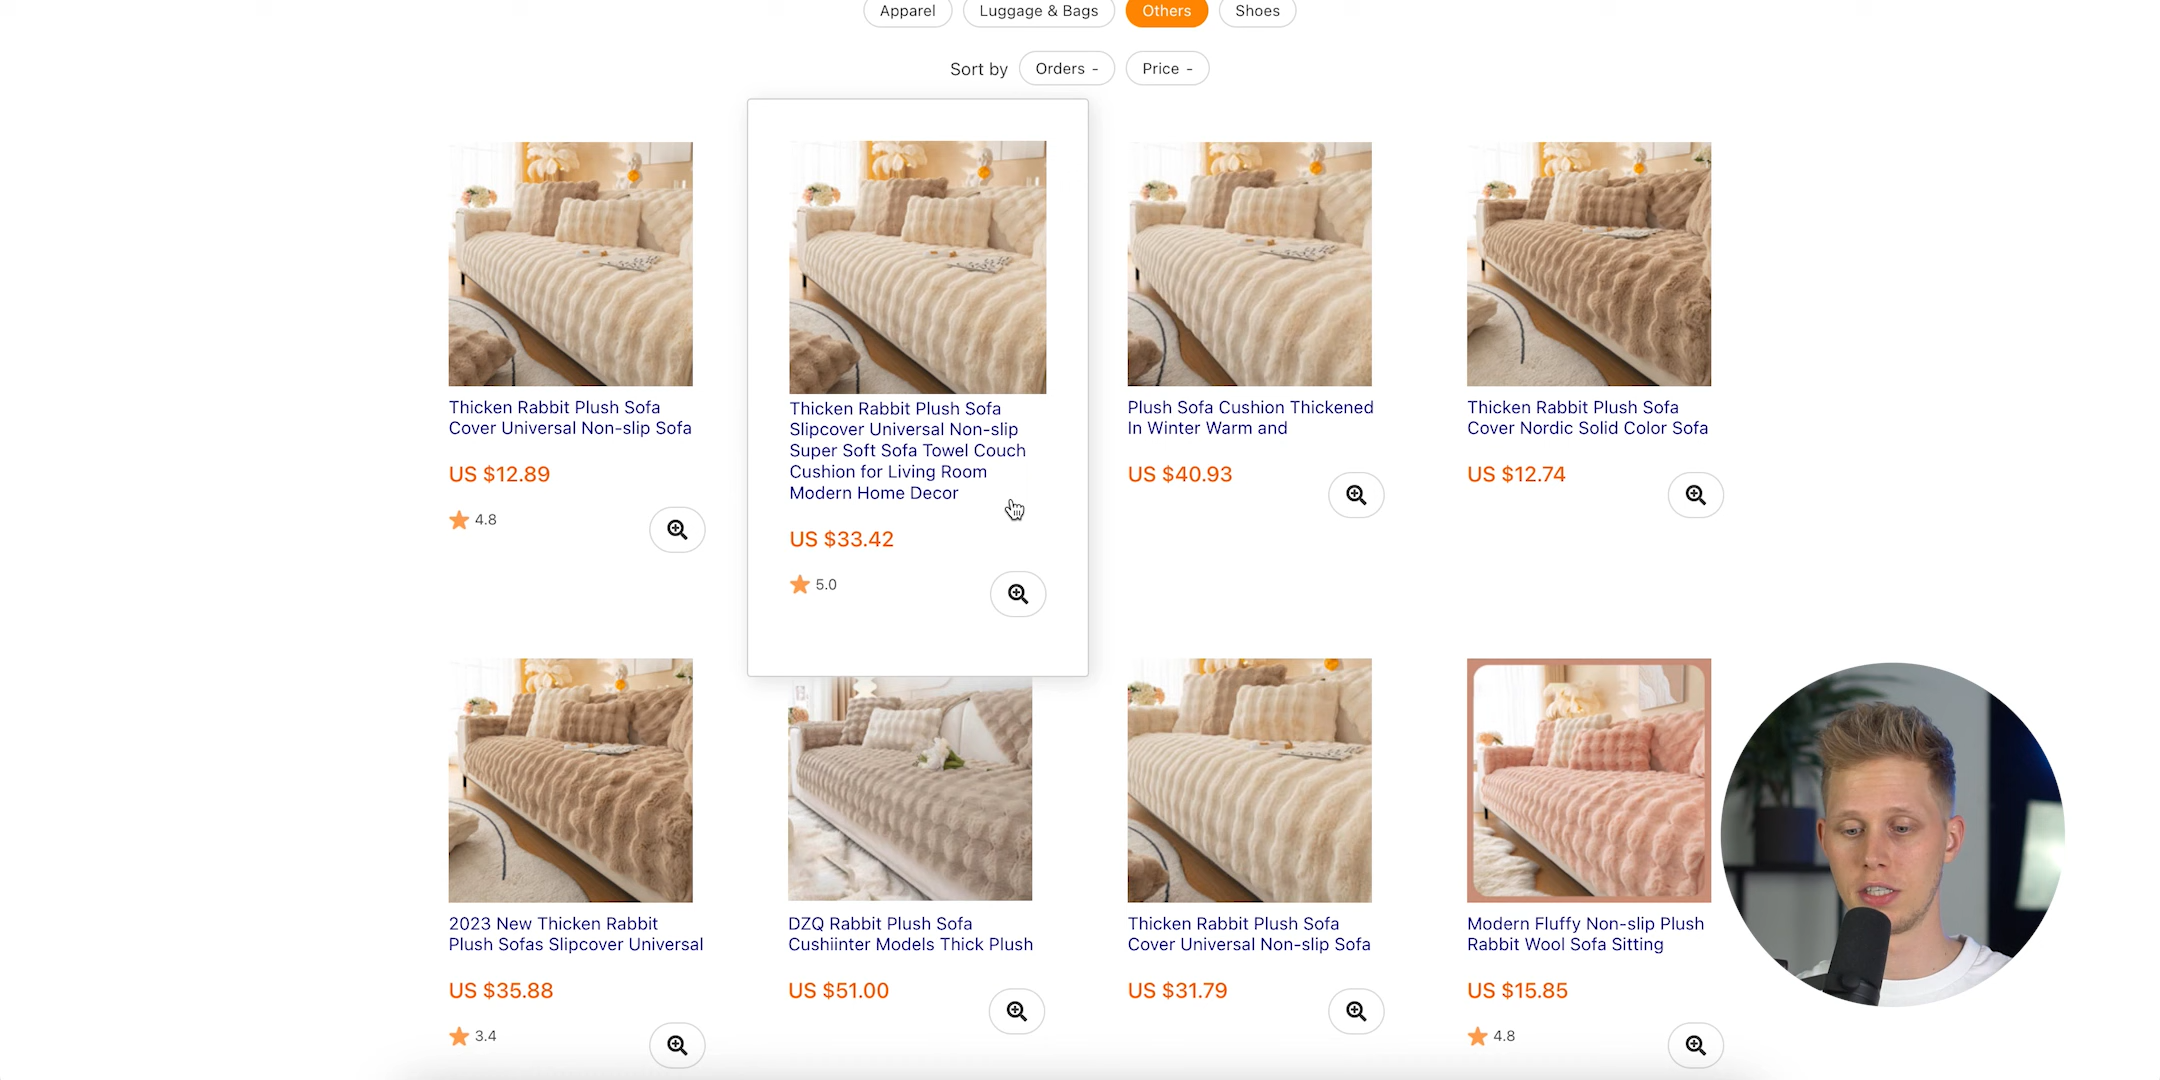 Apparel
Luggage & Bags
Others
Shoes
Sort by
Orders -
Price -
Thicken Rabbit Plush Sofa
Cover Universal Non-slip Sofa
US $12.89
4.8
Thicken Rabbit Plush Sofa
Slipcover Universal Non-slip
Super Soft Sofa Towel Couch
Cushion for Living Room
Modern Home Decor
US $33.42
5.0
Plush Sofa Cushion Thickened
In Winter Warm and
US $40.93
Thicken Rabbit Plush Sofa
Cover Nordic Solid Color Sofa
US $12.74
2023 New Thicken Rabbit
Plush Sofas Slipcover Universal
US $35.88
3.4
DZQ Rabbit Plush Sofa
Cushiinter Models Thick Plush
US $51.00
Thicken Rabbit Plush Sofa
Cover Universal Non-slip Sofa
US $31.79
Modern Fluffy Non-slip Plush
Rabbit Wool Sofa Sitting
US $15.85
4.8